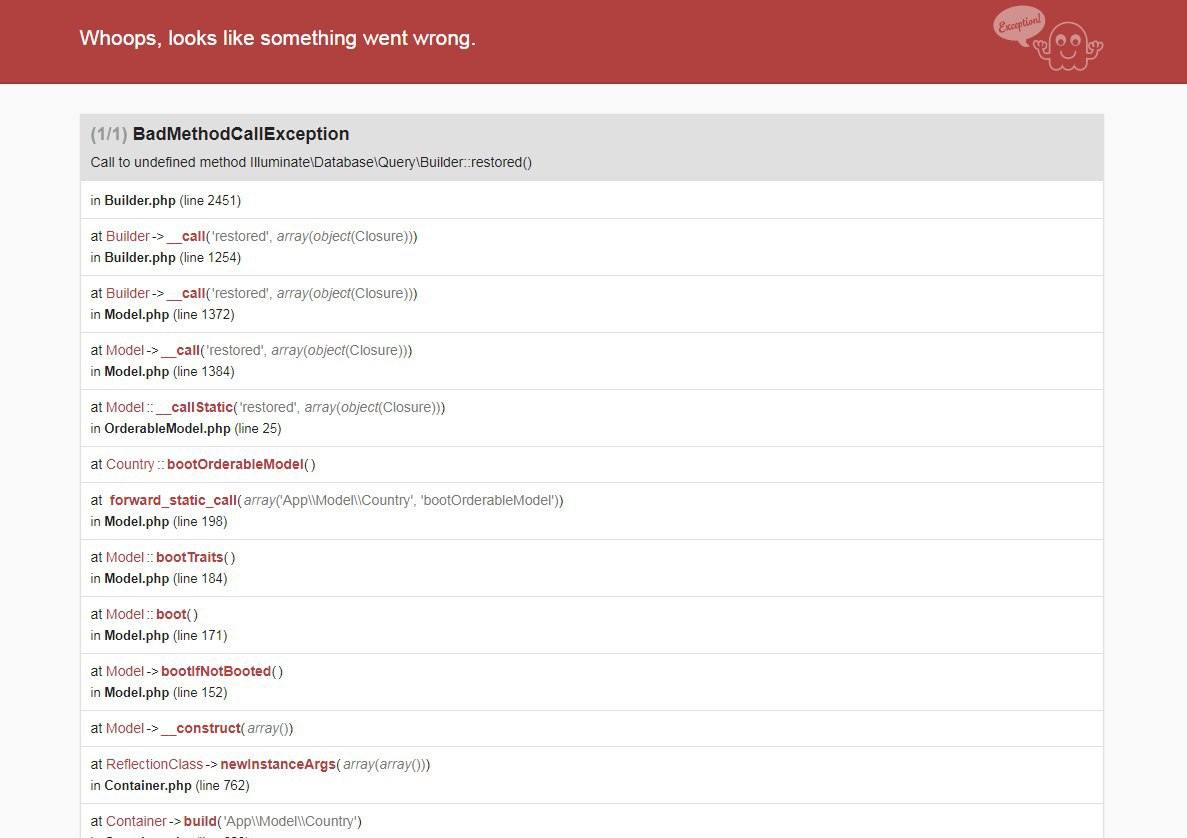 Whoops, looks like something went wrong.
Exception!
(1/1) BadMethodCallException
Call to undefined method Illuminate\Database\Query\Builder::restored()
in Builder.php (line 2451)
at Builder->__call('restored', array(object(Closure)))
in Builder.php (line 1254)
at Builder->__call('restored', array(object(Closure)))
in Model.php (line 1372)
at Model->__call('restored', array(object(Closure)))
in Model.php (line 1384)
at Model::__callStatic('restored', array(object(Closure)))
in OrderableModel.php (line 25)
at Country::bootOrderableModel()
at forward_static_call(array('App\\Model\\Country', 'bootOrderableModel'))
in Model.php (line 198)
at Model::bootTraits()
in Model.php (line 184)
at Model::boot()
in Model.php (line 171)
at Model->bootIfNotBooted()
in Model.php (line 152)
at Model->__construct(array())
at ReflectionClass->newInstanceArgs(array(array()))
in Container.php (line 762)
at Container->build('App\\Model\\Country')